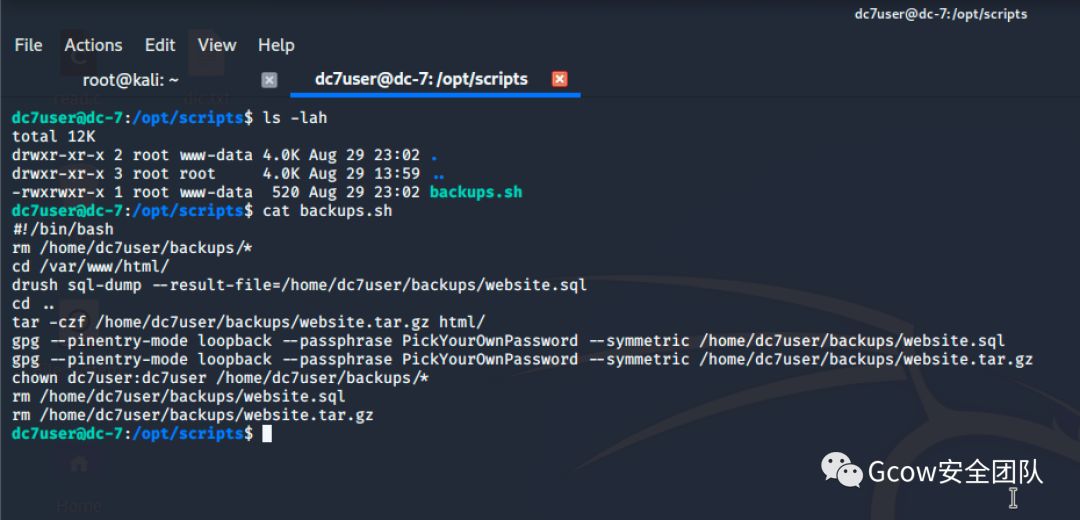 dc7user@dc-7:/opt/scripts
File Actions Edit View Help
root@kali: ~ dc7user@dc-7: /opt/scripts
dc7user@dc-7:/opt/scripts$ ls -lah
total 12K
drwxr-xr-x 2 root www-data 4.0K Aug 29 23:02 .
drwxr-xr-x 3 root root 4.0K Aug 29 13:59 ..
-rwxrwxr-x 1 root www-data 520 Aug 29 23:02 backups.sh
dc7user@dc-7:/opt/scripts$ cat backups.sh
#!/bin/bash
rm /home/dc7user/backups/*
cd /var/www/html/
drush sql-dump --result-file=/home/dc7user/backups/website.sql
cd ..
tar -czf /home/dc7user/backups/website.tar.gz html/
gpg --pinentry-mode loopback --passphrase PickYourOwnPassword --symmetric /home/dc7user/backups/website.sql
gpg --pinentry-mode loopback --passphrase PickYourOwnPassword --symmetric /home/dc7user/backups/website.tar.gz
chown dc7user:dc7user /home/dc7user/backups/*
rm /home/dc7user/backups/website.sql
rm /home/dc7user/backups/website.tar.gz
dc7user@dc-7:/opt/scripts$
Gcow安全团队
Home